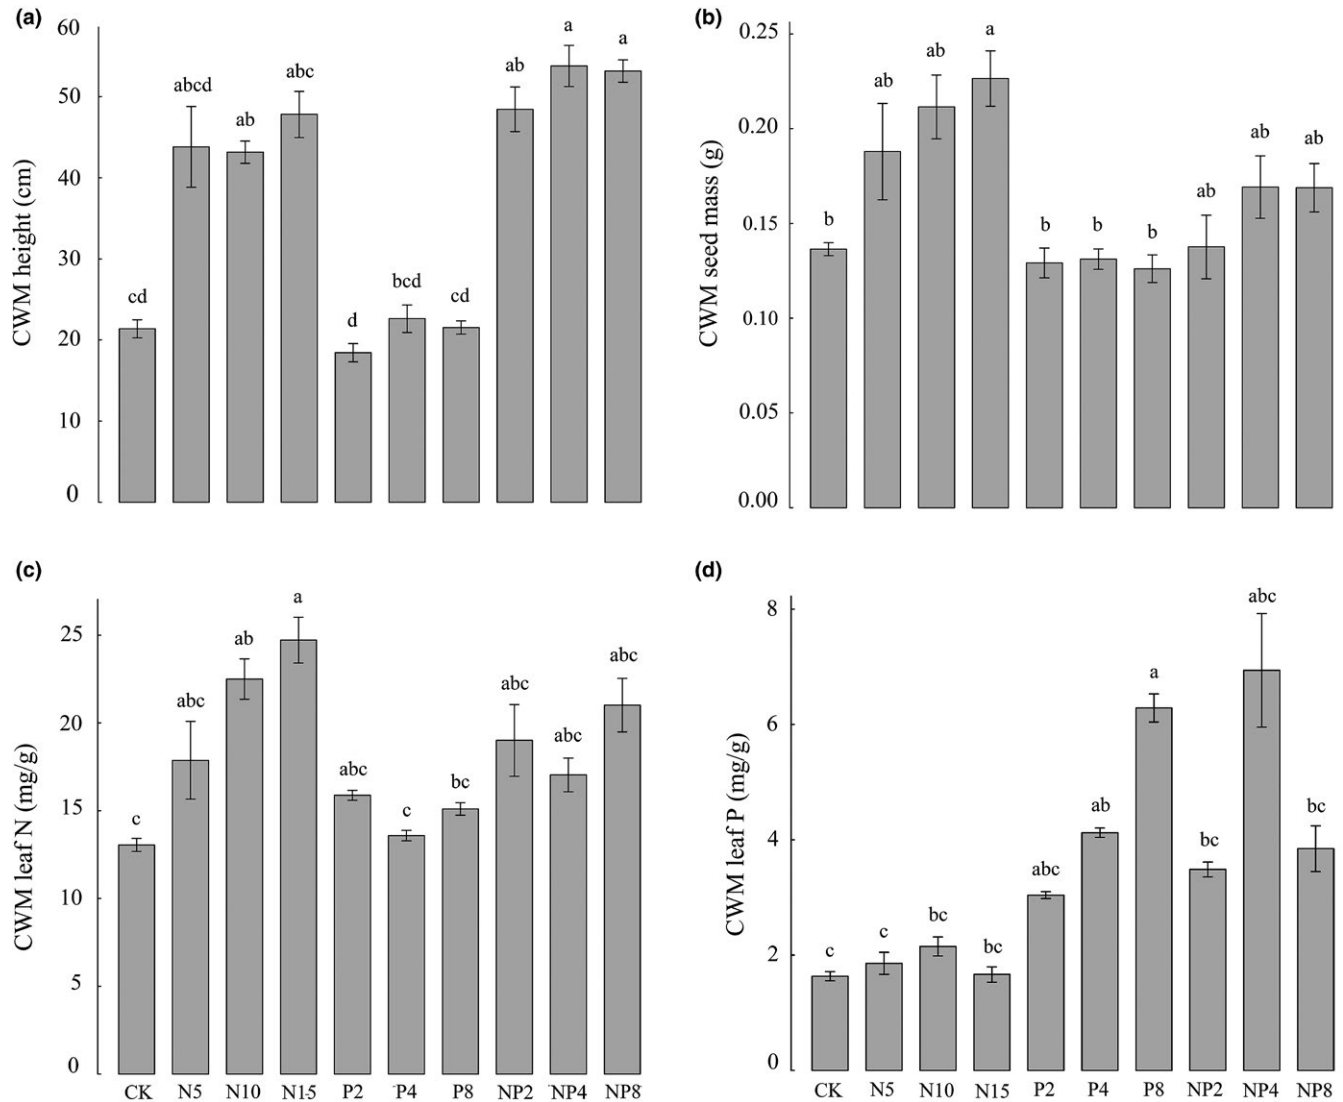 (a)
CWM height (cm)
60
50
40
30
20
10
0
cd
abcd
ab
abc
d
bcd
cd
ab
a
a
(b)
CWM seed mass (g)
0.25
0.20
0.15
0.10
0.05
0.00
b
ab
ab
a
b
b
b
ab
ab
ab
(c)
CWM leaf N (mg/g)
25
20
15
10
5
0
c
abc
ab
a
abc
c
bc
abc
abc
abc
CK N5 N10 N15 P2 P4 P8 NP2 NP4 NP8
(d)
CWM leaf P (mg/g)
8
6
4
2
0
c
c
bc
bc
abc
ab
a
bc
abc
bc
CK N5 N10 N15 P2 P4 P8 NP2 NP4 NP8